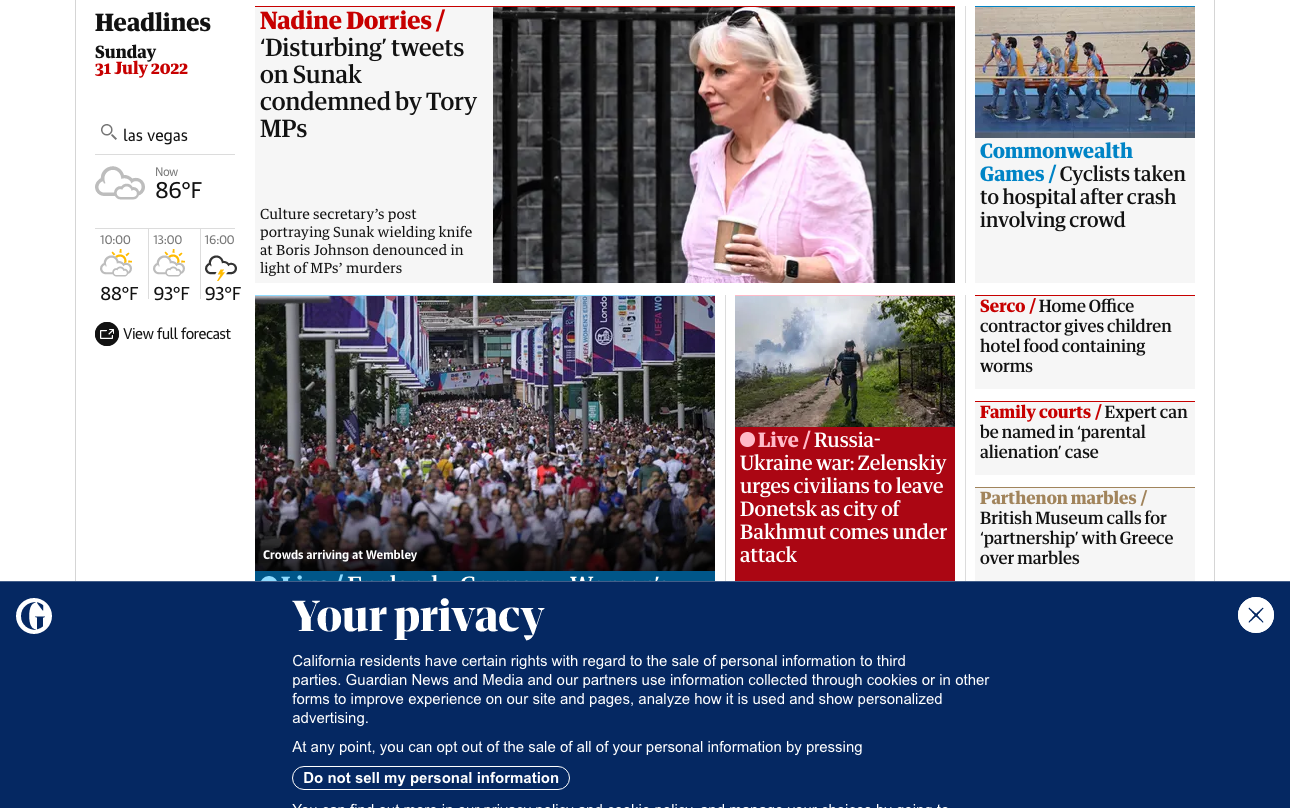 Headlines
Sunday
31 July 2022
las vegas
Now
86°F
10:00
13:00
16:00
88°F
93°F
93°F
View full forecast
Nadine Dorries /
‘Disturbing’ tweets
on Sunak
condemned by Tory
MPs
Culture secretary’s post
portraying Sunak wielding knife
at Boris Johnson denounced in
light of MPs’ murders
Commonwealth
Games / Cyclists taken
to hospital after crash
involving crowd
Crowds arriving at Wembley
Live / Russia-
Ukraine war: Zelenskiy
urges civilians to leave
Donetsk as city of
Bakhmut comes under
attack
Serco / Home Office
contractor gives children
hotel food containing
worms
Family courts / Expert can
be named in ‘parental
alienation’ case
Parthenon marbles /
British Museum calls for
‘partnership’ with Greece
over marbles
Your privacy
California residents have certain rights with regard to the sale of personal information to third
parties. Guardian News and Media and our partners use information collected through cookies or in other
forms to improve experience on our site and pages, analyze how it is used and show personalized
advertising.
At any point, you can opt out of the sale of all of your personal information by pressing
Do not sell my personal information